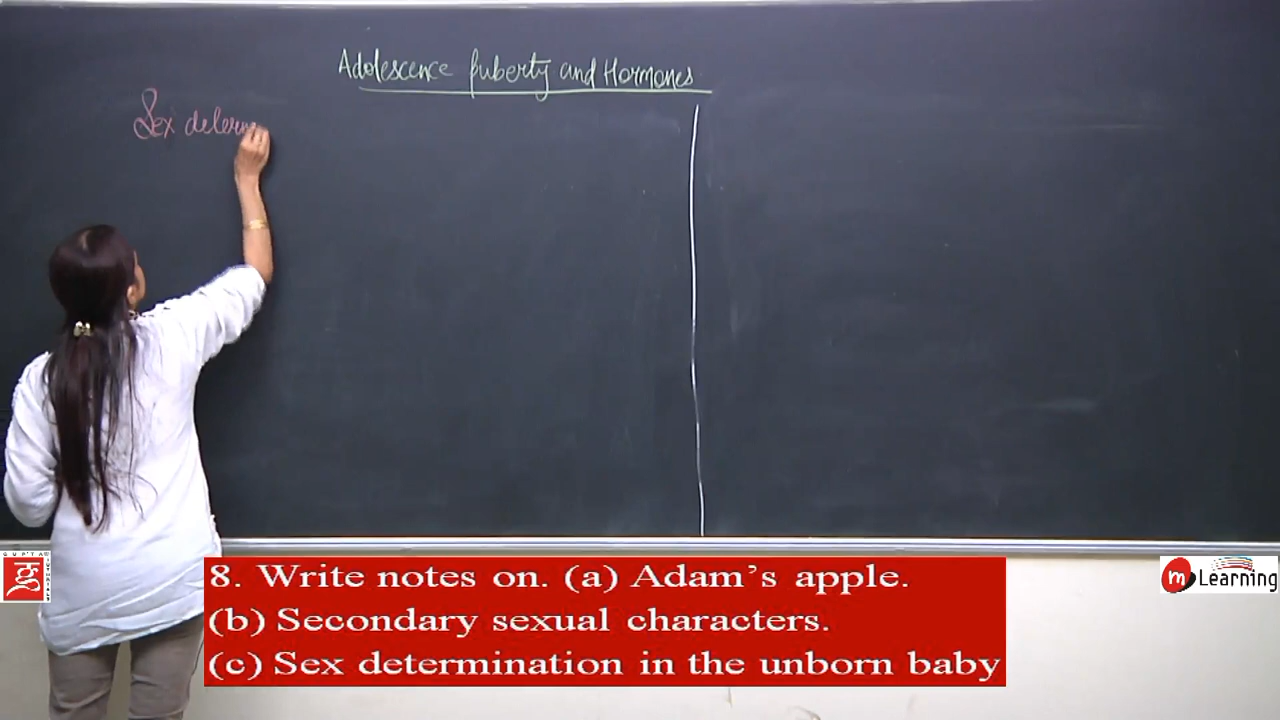 Adolescence Puberty and Hormones
Sex determ
GUPTA
m Learning
8. Write notes on. (a) Adam's apple.
(b) Secondary sexual characters.
(c) Sex determination in the unborn baby